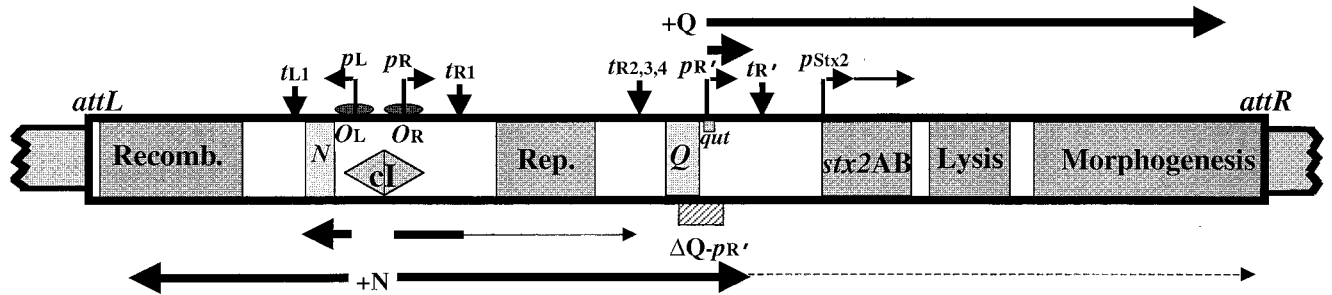 +Q
pL pR tR2,3,4 pR' tR' pStx2
tL1 tR1
attL attR
OL OR qut
Recomb. N cI Rep. Q stx2AB Lysis Morphogenesis
ΔQ-pR'
+N